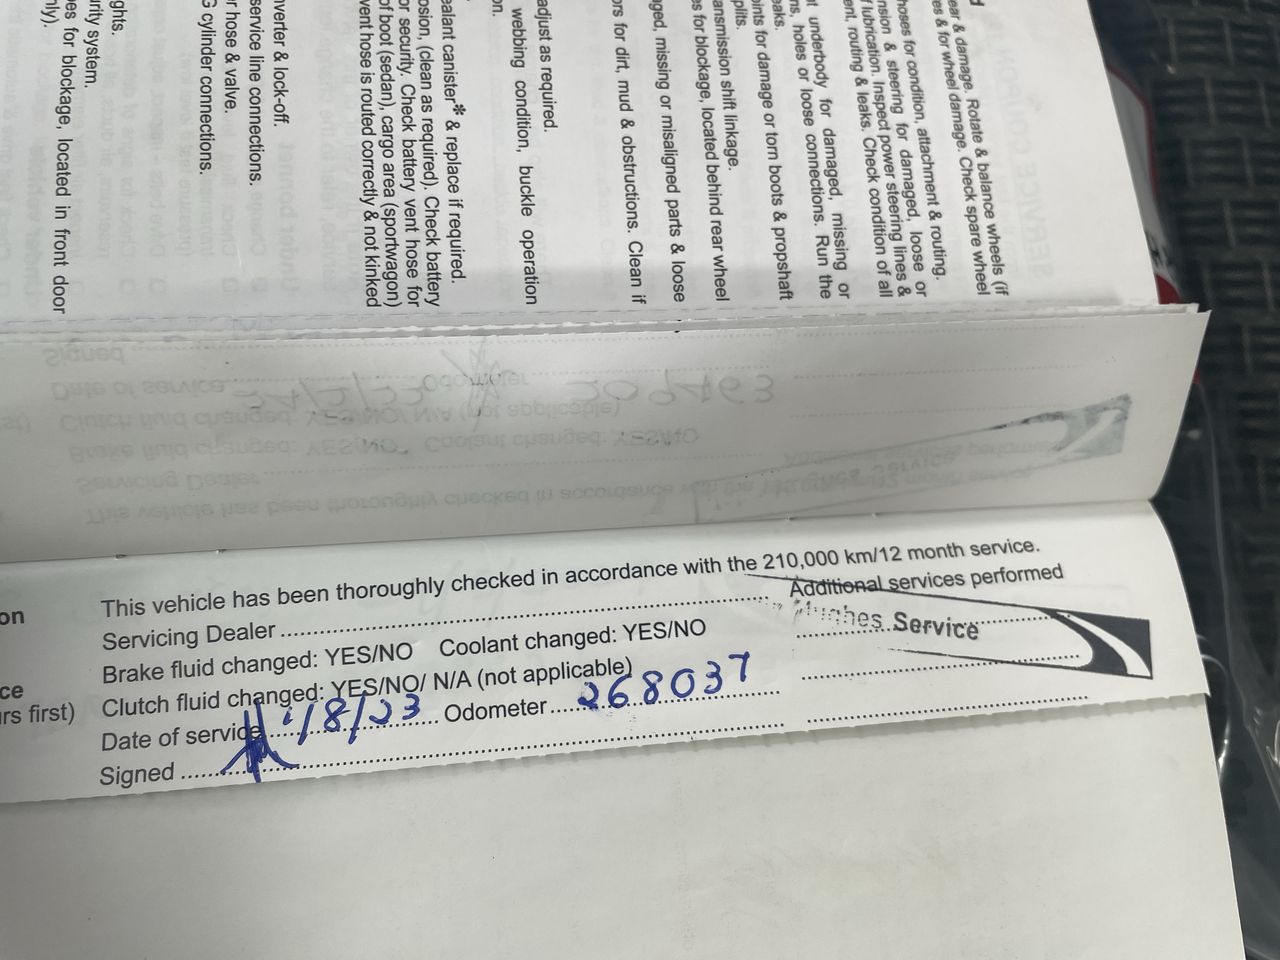 ear & damage. Rotate & balance wheels (if
es & for wheel damage. Check spare wheel
hoses for condition, attachment & routing.
nsion & steering for damaged, loose or
f lubrication. Inspect power steering lines &
ent, routing & leaks. Check condition of all
t underbody for damaged, missing or
ns, holes or loose connections. Run the
eaks.
ints for damage or torn boots & propshaft
plits.
ansmission shift linkage.
es for blockage, located behind rear wheel
ged, missing or misaligned parts & loose
ors for dirt, mud & obstructions. Clean if
adjust as required.
webbing condition, buckle operation
on.
ealant canister* & replace if required.
osion, (clean as required). Check battery
or security. Check battery vent hose for
of boot (sedan), cargo area (sportwagon)
vent hose is routed correctly & not kinked
nverter & lock-off.
service line connections.
r hose & valve.
G cylinder connections.
ghts.
urity system.
es for blockage, located in front door
nly).
on
ce
rs first)
This vehicle has been thoroughly checked in accordance with the 210,000 km/12 month service.
Servicing Dealer
Additional services performed
Hughes Service
Brake fluid changed: YES/NO Coolant changed: YES/NO
Clutch fluid changed: YES/NO/ N/A (not applicable)
Date of service 1/8/23 Odometer 268037
Signed